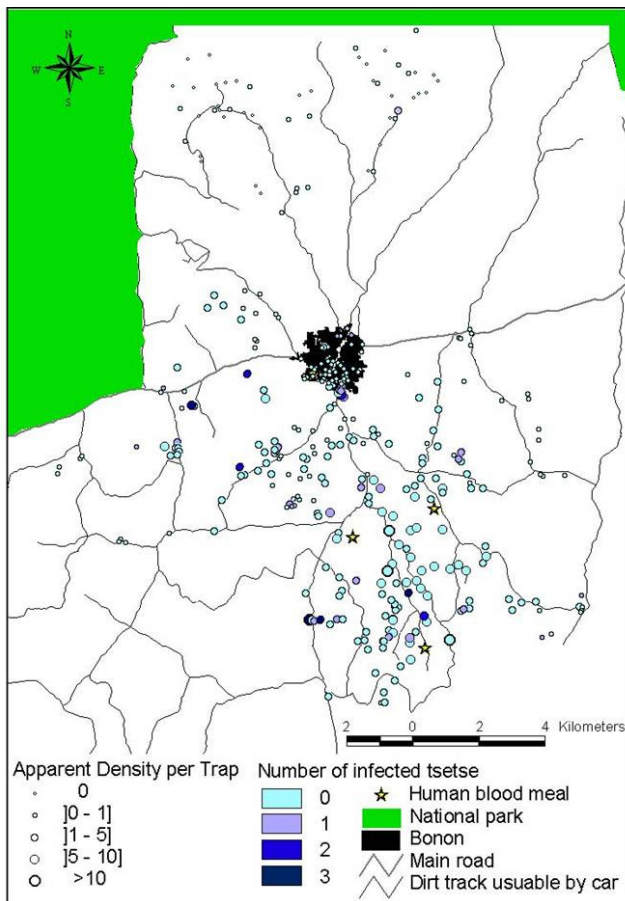 N
W E
S
2 0 2 4 Kilometers
Apparent Density per Trap
0
]0 - 1]
]1 - 5]
]5 - 10]
>10
Number of infected tsetse
0
1
2
3
Human blood meal
National park
Bonon
Main road
Dirt track usuable by car